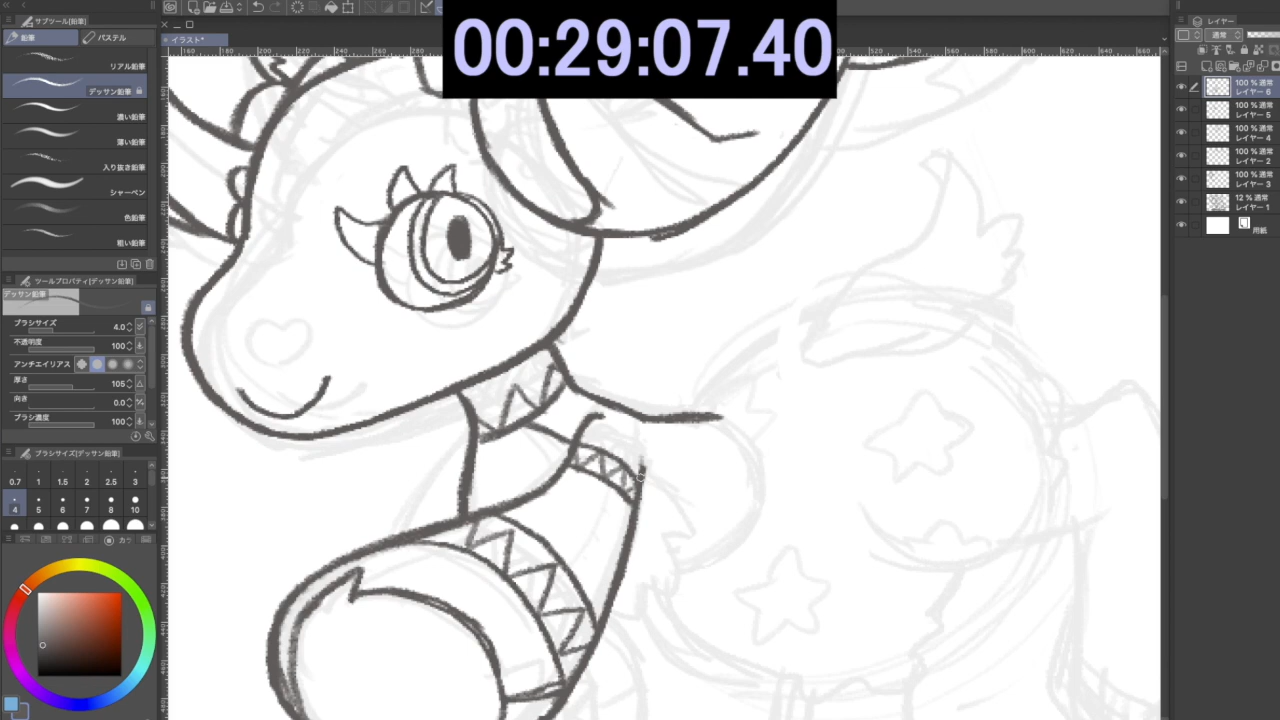 00:29:07.40
サブツール[鉛筆]
鉛筆
パステル
リアル鉛筆
デッサン鉛筆
濃い鉛筆
薄い鉛筆
入り抜き鉛筆
シャーペン
色鉛筆
粗い鉛筆
ツールプロパティ[デッサン鉛筆]
デッサン鉛筆
ブラシサイズ 4.0
不透明度 100
アンチエイリアス
厚さ 105
向き 0.0
ブラシ濃度 100
ブラシサイズ[デッサン鉛筆]
0.7 1 1.5 2 2.5 3
4 5 6 7 8 10
イラスト*
レイヤー
通常
100 % 通常
レイヤー 6
100 % 通常
レイヤー 5
100 % 通常
レイヤー 4
100 % 通常
レイヤー 2
100 % 通常
レイヤー 3
12 % 通常
レイヤー 1
用紙